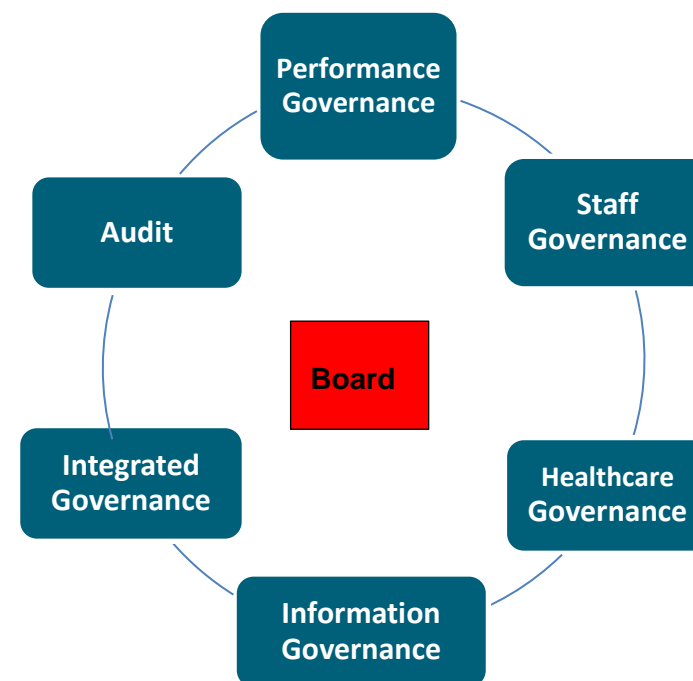 Performance
Governance
Staff
Governance
Audit
Board
Integrated
Governance
Healthcare
Governance
Information
Governance